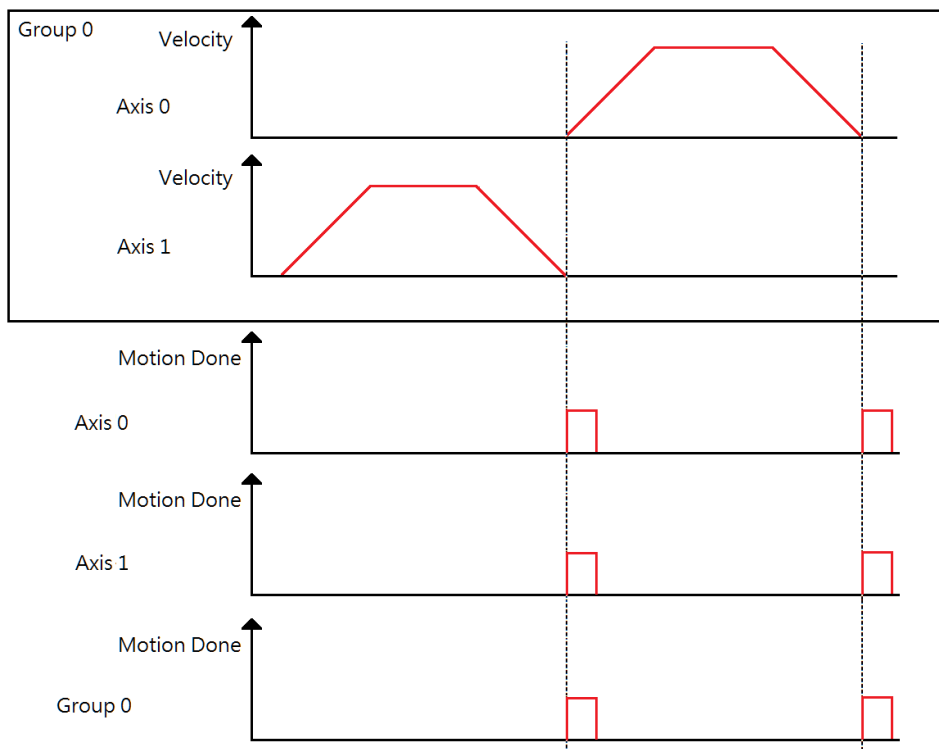 Group 0
Velocity
Axis 0
Velocity
Axis 1
Motion Done
Axis 0
Motion Done
Axis 1
Motion Done
Group 0